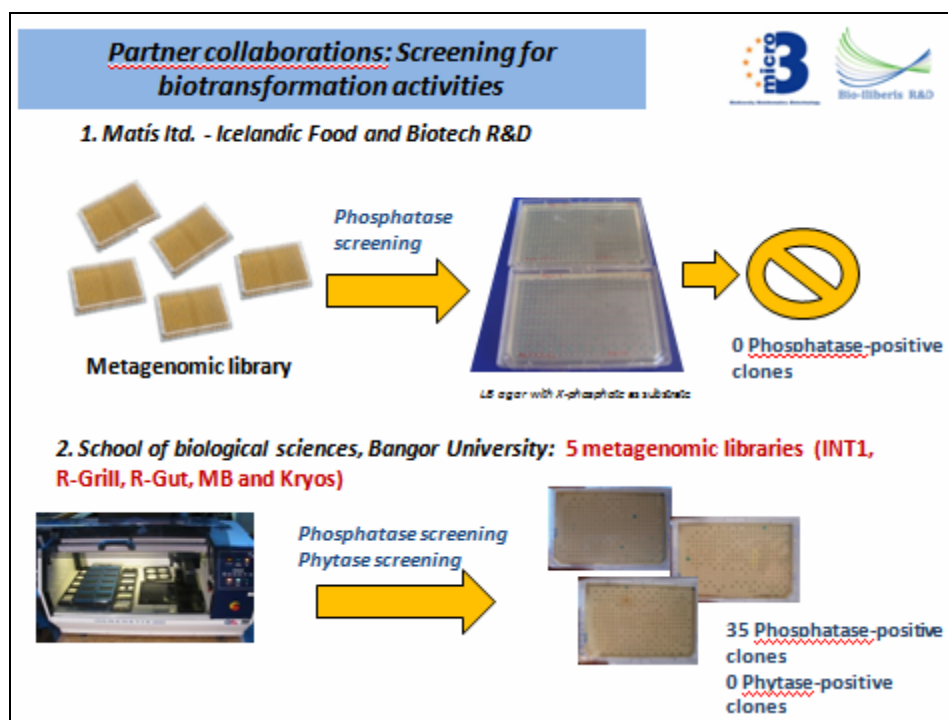 Partner collaborations: Screening for
biotransformation activities
micro
3
Bio-Iliberis R&D
1. Matís ltd. - Icelandic Food and Biotech R&D
Phosphatase
screening
Metagenomic library
LB agar with X-phosphate as substrate
0 Phosphatase-positive
clones
2. School of biological sciences, Bangor University: 5 metagenomic libraries (INT1,
R-Grill, R-Gut, MB and Kryos)
Phosphatase screening
Phytase screening
35 Phosphatase-positive
clones
0 Phytase-positive
clones